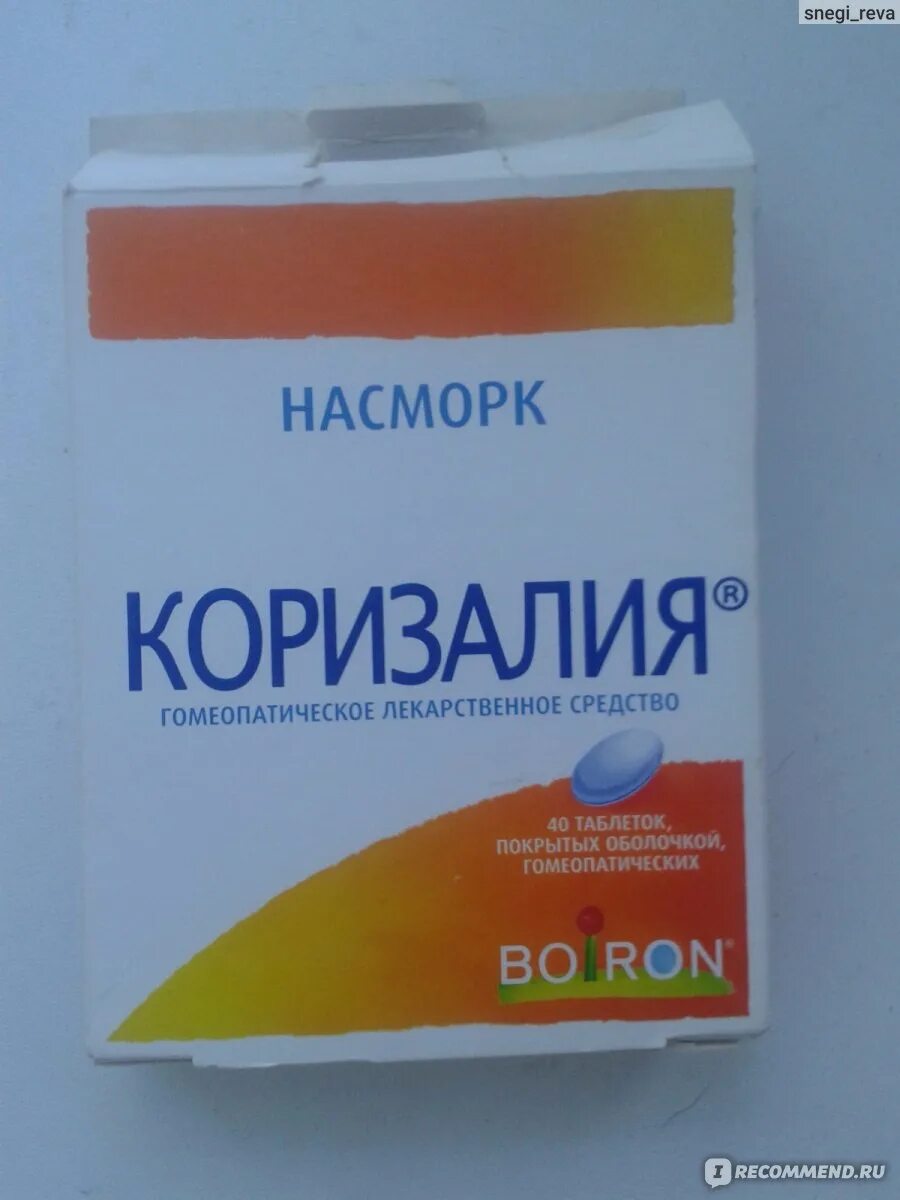 snegi_reva
НАСМОРК
КОРИЗАЛИЯ®
ГОМЕОПАТИЧЕСКОЕ ЛЕКАРСТВЕННОЕ СРЕДСТВО
40 ТАБЛЕТОК,
ПОКРЫТЫХ ОБОЛОЧКОЙ,
ГОМЕОПАТИЧЕСКИХ
BOIRON®
IRECOMMEND.RU